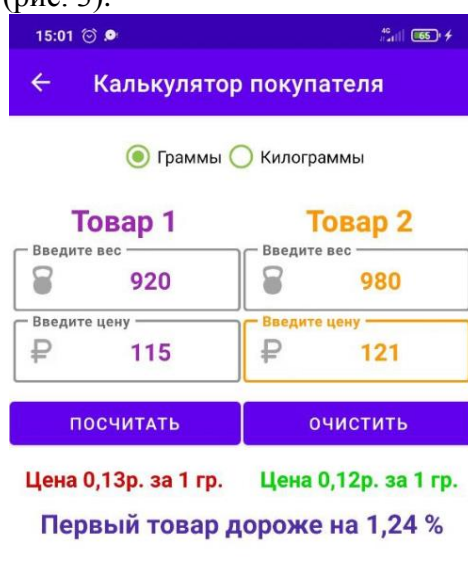 (рис. 3).
15:01 4G 65
Калькулятор покупателя
Граммы Килограммы
Товар 1 Товар 2
Введите вес Введите вес
920 980
Введите цену Введите цену
₽ 115 ₽ 121
ПОСЧИТАТЬ ОЧИСТИТЬ
Цена 0,13р. за 1 гр. Цена 0,12р. за 1 гр.
Первый товар дороже на 1,24 %